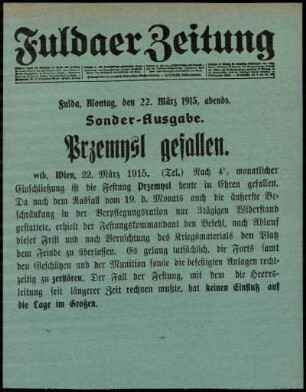 Fuldaer Zeitung
Fulda, Montag, den 22. März 1915, abends.
Sonder-Ausgabe.
Przemysl gefallen.
wtb. Wien, 22. März 1915. (Tel.) Nach 4½ monatlicher
Einschließung ist die Festung Przemysl heute in Ehren gefallen.
Da nach dem Ausfall vom 19. d. Monats auch die äußerste Be-
schränkung in der Verpflegungsration nur 3tägigen Widerstand
gestattete, erhielt der Festungskommandant den Befehl, nach Ablauf
dieser Frist und nach Vernichtung des Kriegsmaterials den Platz
dem Feinde zu überlassen. Es gelang tatsächlich, die Forts samt
den Geschützen und der Munition sowie die befestigten Anlagen recht-
zeitig zu zerstören. Der Fall der Festung, mit dem die Heeres-
leitung seit längerer Zeit rechnen mußte, hat keinen Einfluß auf
die Lage im Großen.